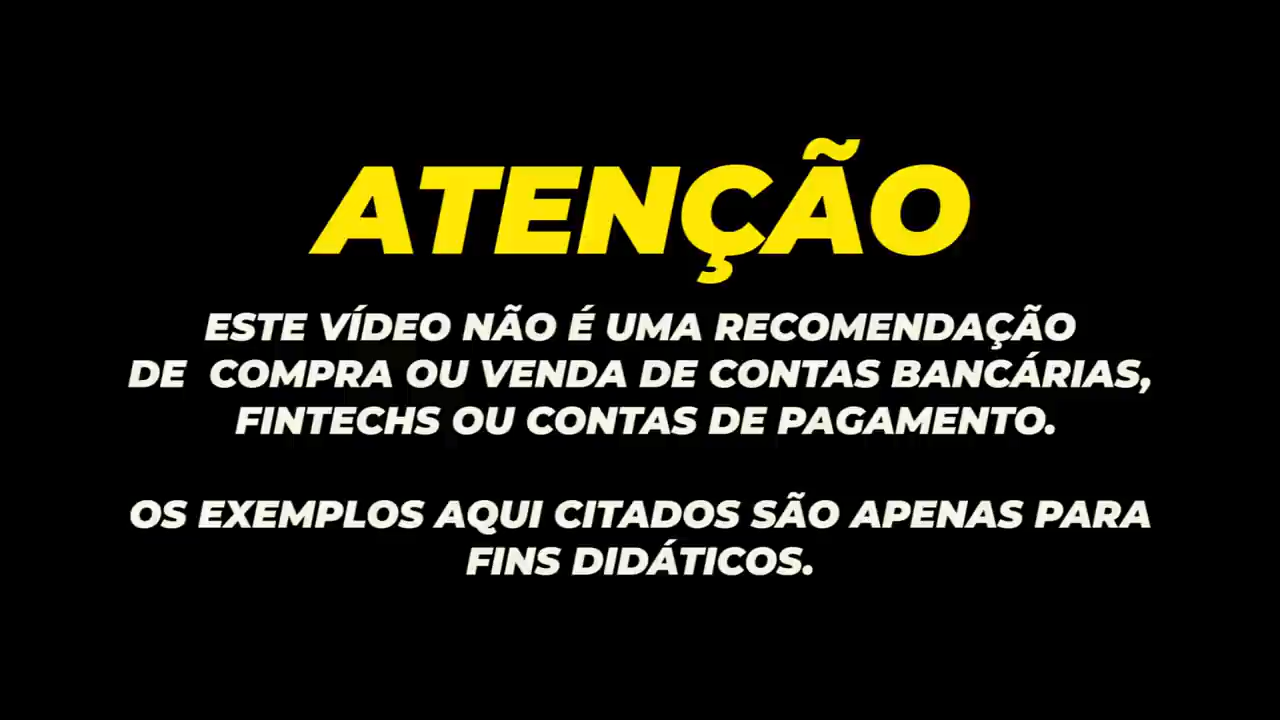 ATENÇÃO
ESTE VÍDEO NÃO É UMA RECOMENDAÇÃO
DE COMPRA OU VENDA DE CONTAS BANCÁRIAS,
FINTECHS OU CONTAS DE PAGAMENTO.
OS EXEMPLOS AQUI CITADOS SÃO APENAS PARA
FINS DIDÁTICOS.